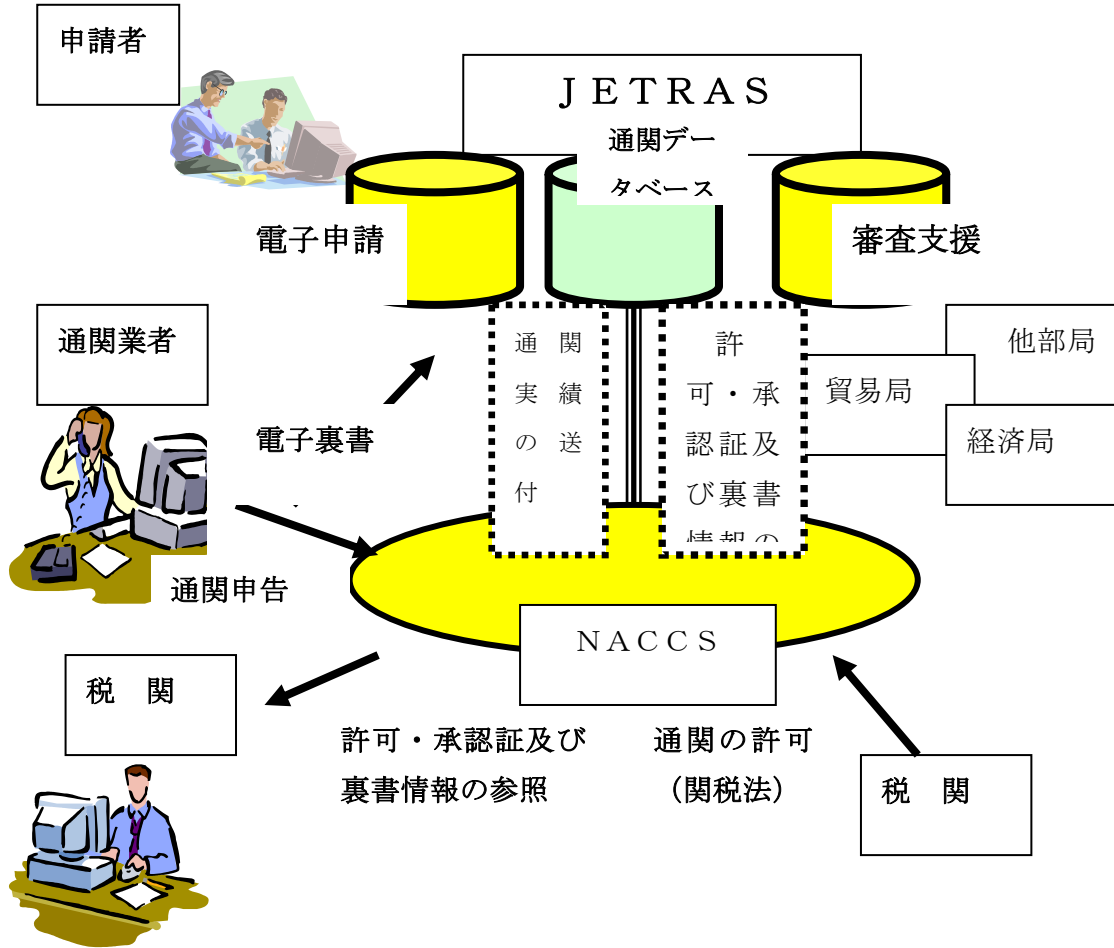 申請者
ＪＥＴＲＡＳ
通関デー
タベース
電子申請
審査支援
通関業者
通関
実績
の送
付
許
可・承
認証及
び裏書
情報の
他部局
貿易局
経済局
電子裏書
通関申告
ＮＡＣＣＳ
税　関
許可・承認証及び
裏書情報の参照
通関の許可
（関税法）
税　関